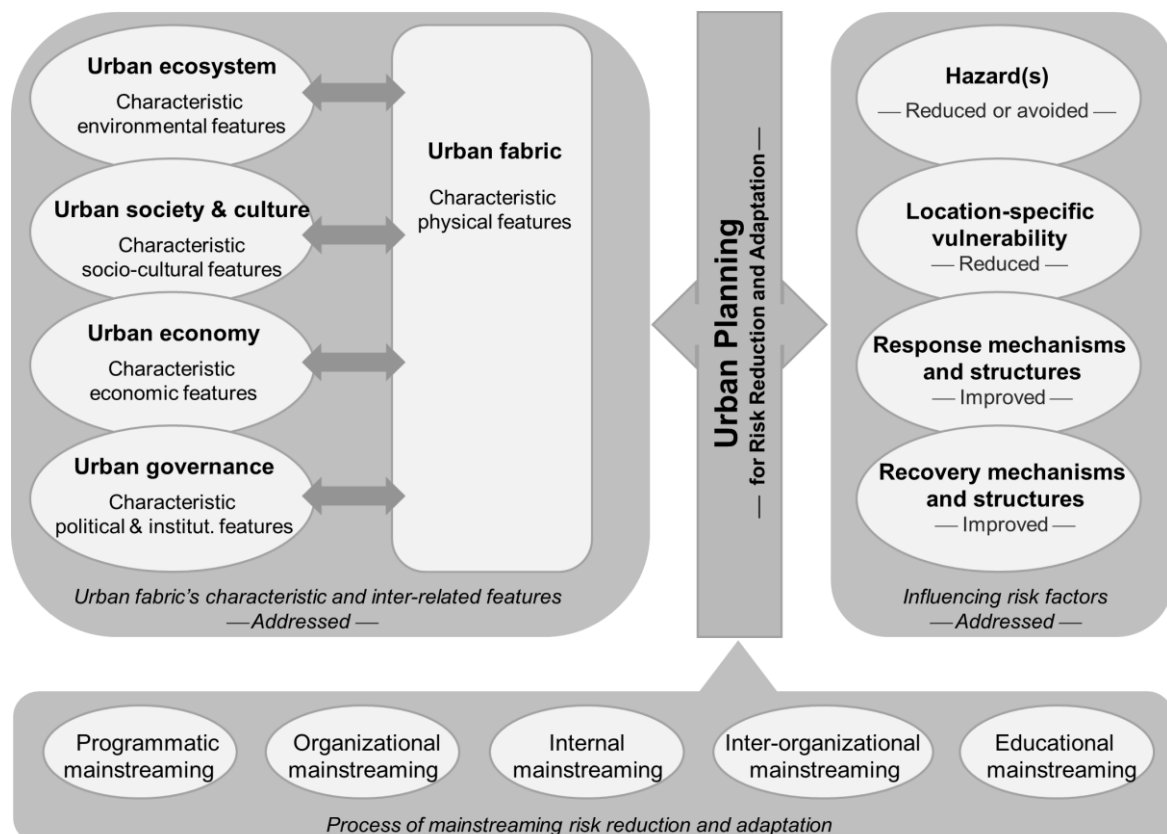 Urban ecosystem
Characteristic
environmental features
Urban society & culture
Characteristic
socio-cultural features
Urban economy
Characteristic
economic features
Urban governance
Characteristic
political & institut. features
Urban fabric
Characteristic
physical features
Urban fabric's characteristic and inter-related features
— Addressed —
Urban Planning
— for Risk Reduction and Adaptation —
Hazard(s)
— Reduced or avoided —
Location-specific
vulnerability
— Reduced —
Response mechanisms
and structures
— Improved —
Recovery mechanisms
and structures
— Improved —
Influencing risk factors
— Addressed —
Programmatic
mainstreaming
Organizational
mainstreaming
Internal
mainstreaming
Inter-organizational
mainstreaming
Educational
mainstreaming
Process of mainstreaming risk reduction and adaptation